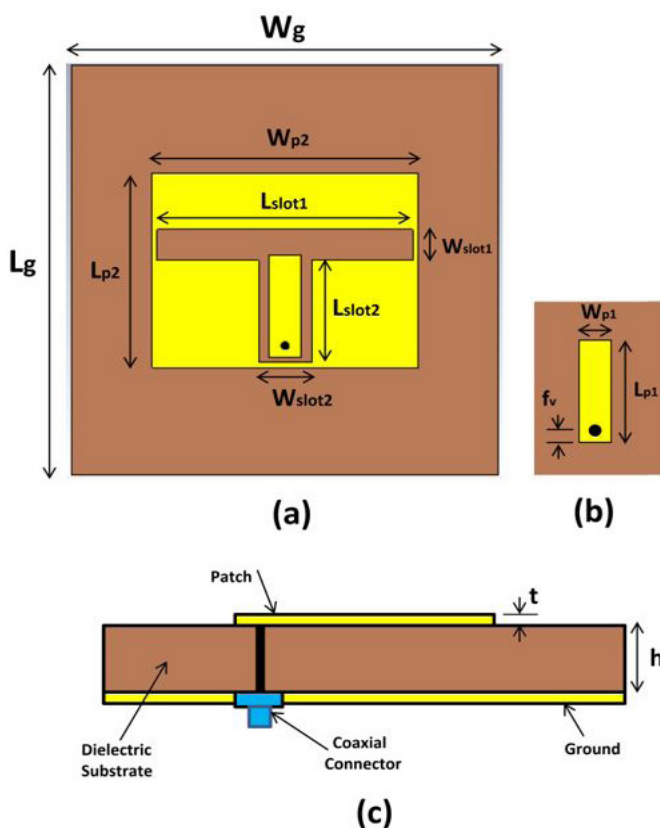 Wg
Wp2
Lslot1
Wslot1
Lg
Lp2
Lslot2
Wslot2
(a)
Wp1
Lp1
fv
(b)
Patch
t
h
Dielectric
Substrate
Coaxial
Connector
Ground
(c)